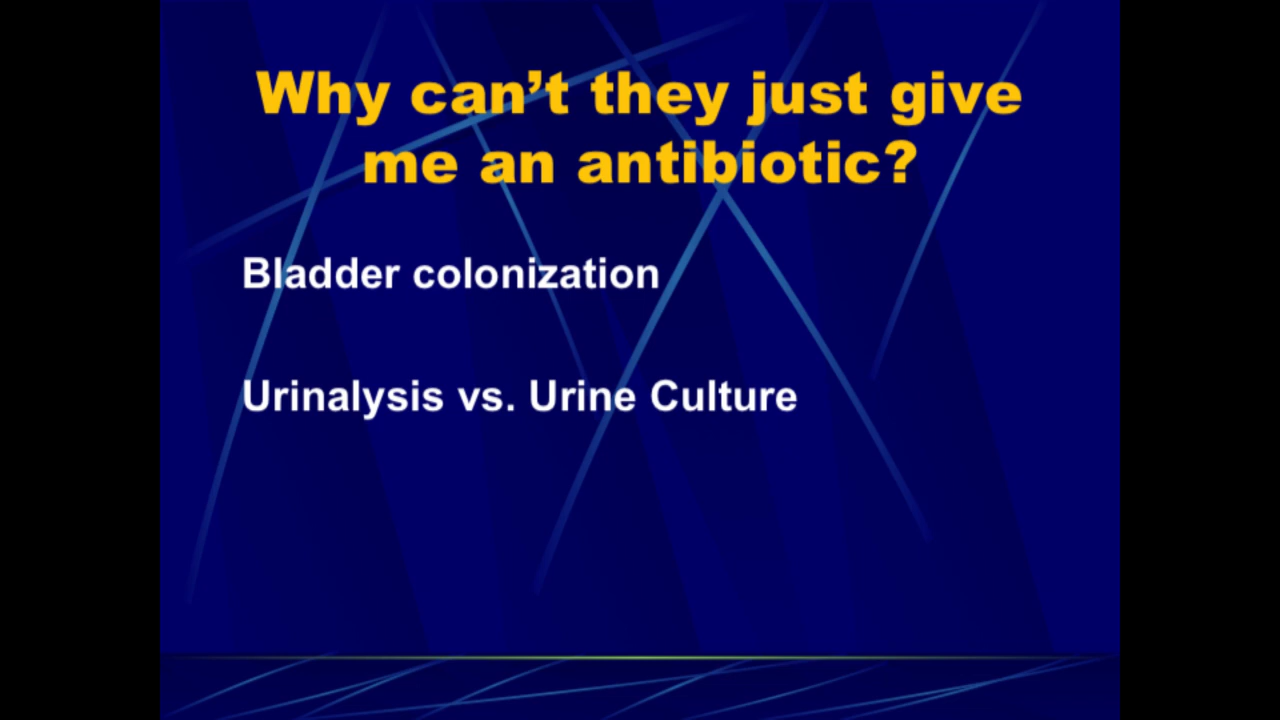 Why can’t they just give
me an antibiotic?
Bladder colonization
Urinalysis vs. Urine Culture